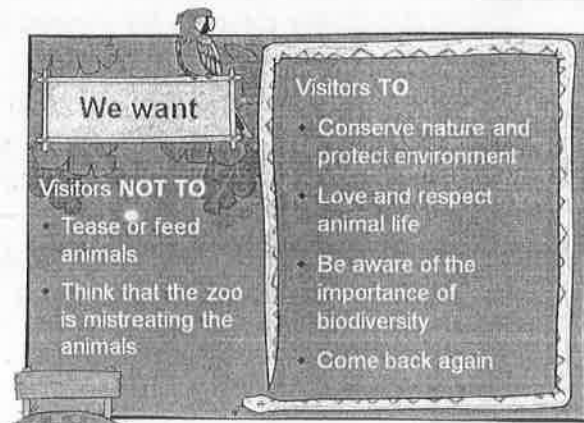 We want
Visitors NOT TO
• Tease or feed
animals
• Think that the zoo
is mistreating the
animals
Visitors TO
• Conserve nature and
protect environment
• Love and respect
animal life
• Be aware of the
importance of
biodiversity
• Come back again